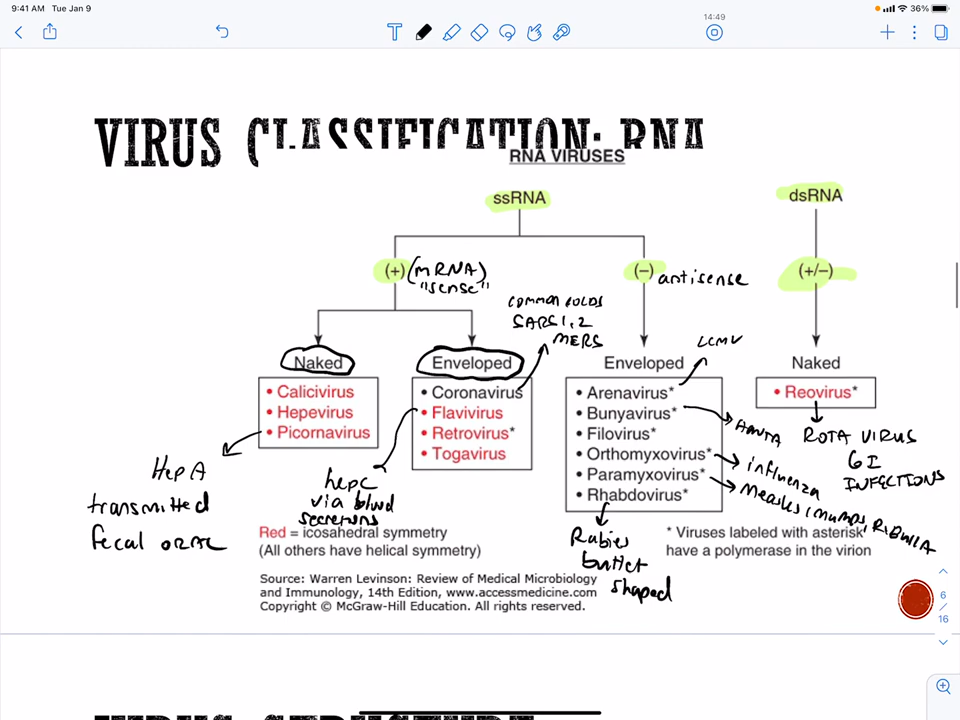 9:41 AM Tue Jan 9
36%
14:49
VIRUS CLASSIFICATION: RNA
RNA VIRUSES
ssRNA
dsRNA
(+) (mRNA)
"sense"
(−) antisense
(+/−)
COMMON COLDS
SARS 1, 2
MERS
LCMV
Naked
Enveloped
Enveloped
Naked
• Calicivirus
• Hepevirus
• Picornavirus
• Coronavirus
• Flavivirus
• Retrovirus*
• Togavirus
• Arenavirus*
• Bunyavirus*
• Filovirus*
• Orthomyxovirus*
• Paramyxovirus*
• Rhabdovirus*
• Reovirus*
HANTA
influenza
Measles, mumps, RUBULLA
ROTA VIRUS
GI
INFECTIONS
HepA
transmitted
fecal ORAL
hepC
via blood
secretions
Rabies
bullet
shaped
Red = icosahedral symmetry
(All others have helical symmetry)
* Viruses labeled with asterisk
have a polymerase in the virion
Source: Warren Levinson: Review of Medical Microbiology
and Immunology, 14th Edition, www.accessmedicine.com
Copyright © McGraw-Hill Education. All rights reserved.
6
/
16